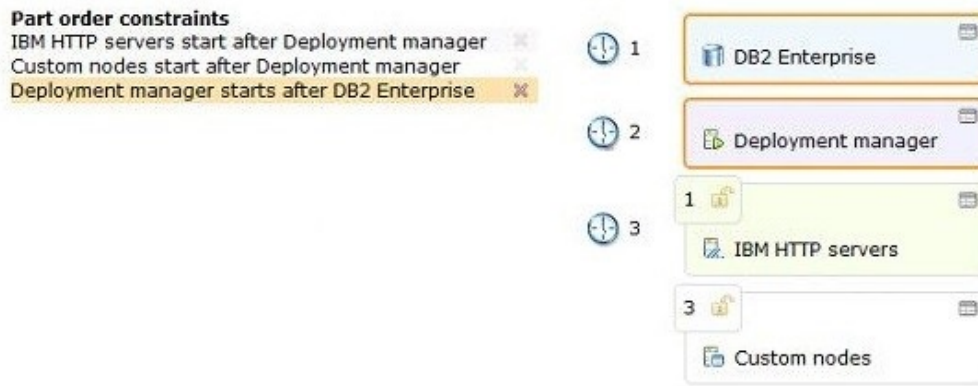 Part order constraints
IBM HTTP servers start after Deployment manager
Custom nodes start after Deployment manager
Deployment manager starts after DB2 Enterprise
1
DB2 Enterprise
2
Deployment manager
3
1
IBM HTTP servers
3
Custom nodes